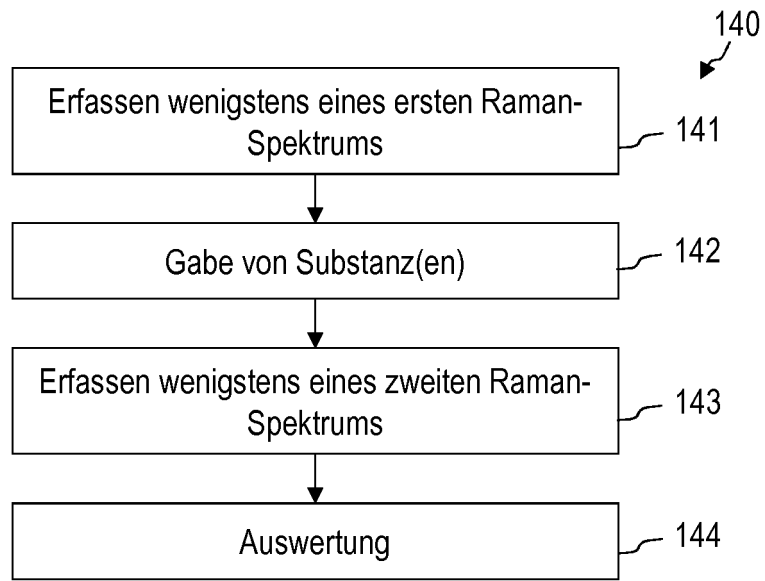 140
Erfassen wenigstens eines ersten Raman-
Spektrums
141
Gabe von Substanz(en)
142
Erfassen wenigstens eines zweiten Raman-
Spektrums
143
Auswertung
144